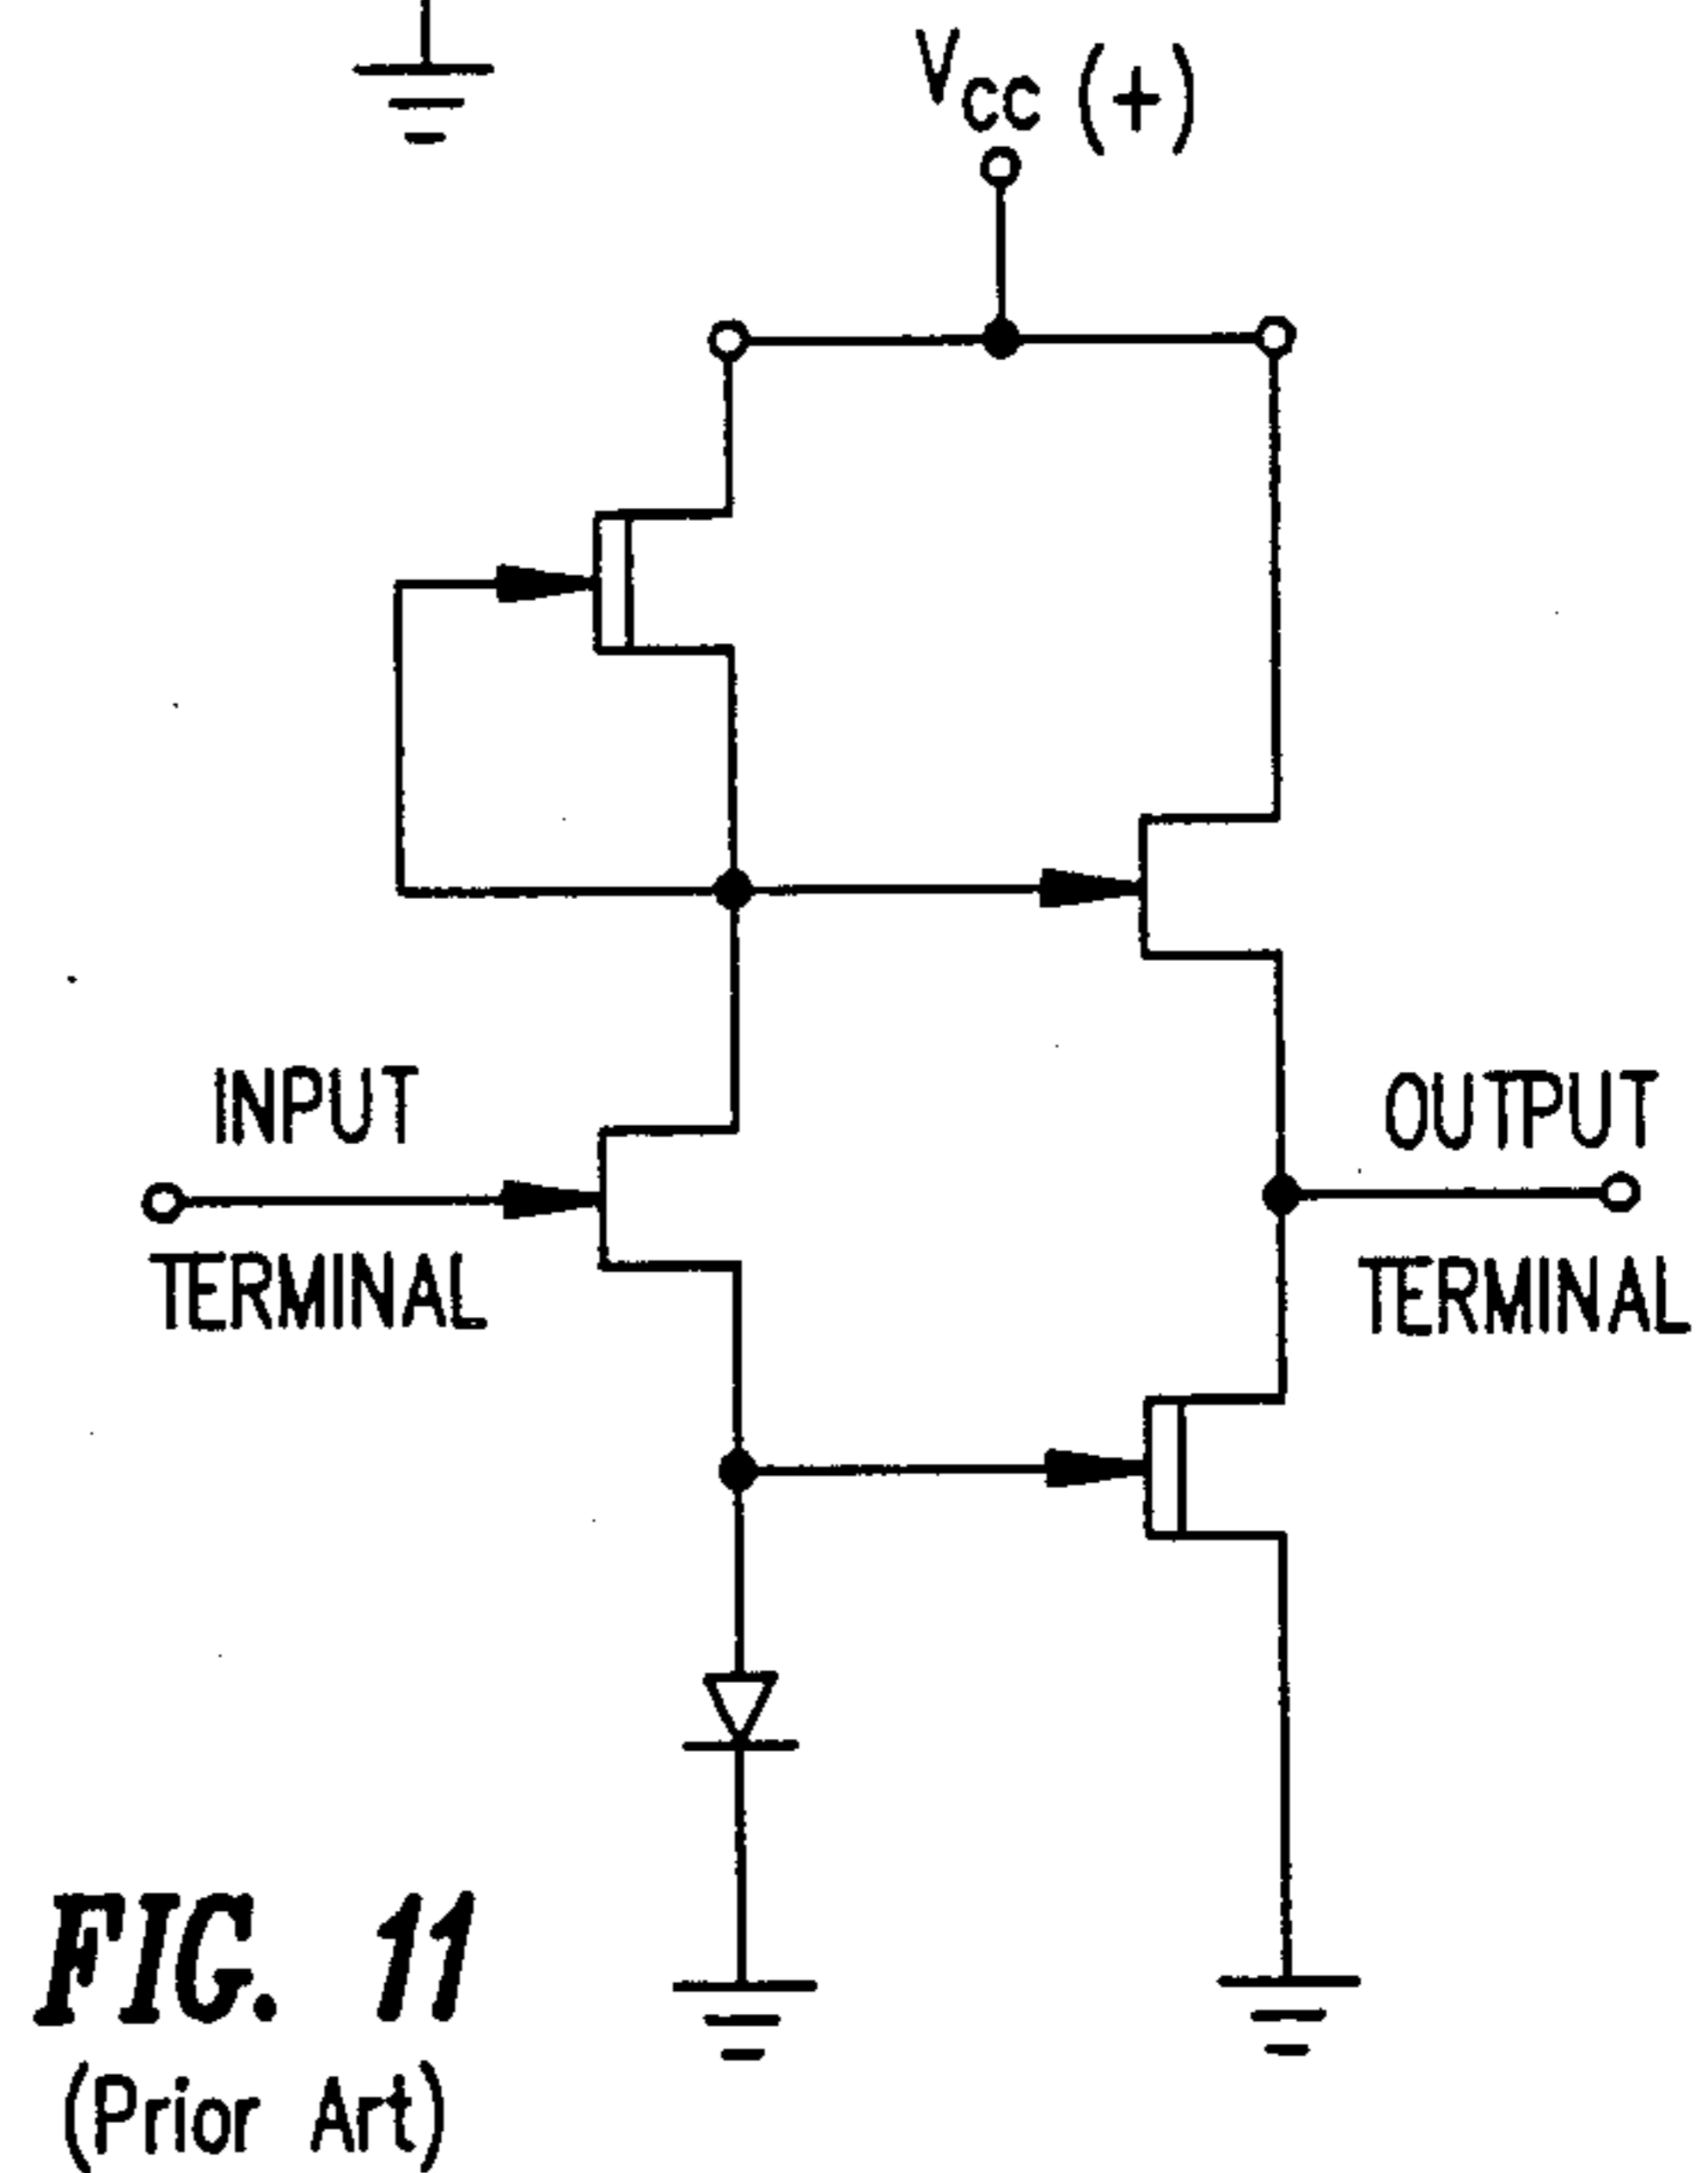 VCC (+)
INPUT
TERMINAL
OUTPUT
TERMINAL
FIG. 11
(Prior Art)